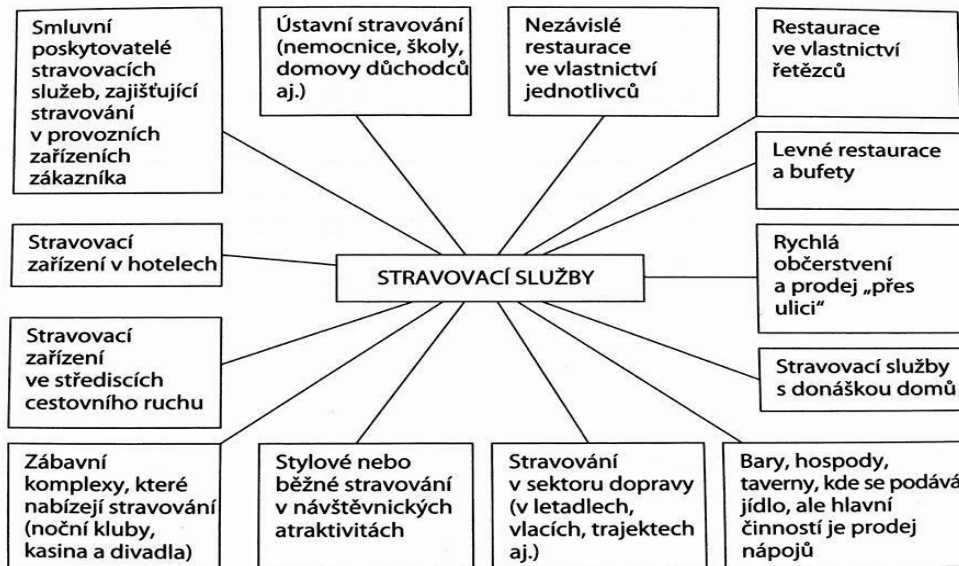 Smluvní
poskytovatelé
stravovacích
služeb, zajišťující
stravování
v provozních
zařízeních
zákazníka
Ústavní stravování
(nemocnice, školy,
domovy důchodců
aj.)
Nezávislé
restaurace
ve vlastnictví
jednotlivců
Restaurace
ve vlastnictví
řetězců
Levné restaurace
a bufety
Stravovací
zařízení v hotelech
STRAVOVACÍ SLUŽBY
Rychlá
občerstvení
a prodej „přes
ulici“
Stravovací
zařízení
ve střediscích
cestovního ruchu
Stravovací služby
s donáškou domů
Zábavní
komplexy, které
nabízejí stravování
(noční kluby,
kasina a divadla)
Stylové nebo
běžné stravování
v návštěvnických
atraktivitách
Stravování
v sektoru dopravy
(v letadlech,
vlacích, trajektech
aj.)
Bary, hospody,
taverny, kde se podává
jídlo, ale hlavní
činností je prodej
nápojů